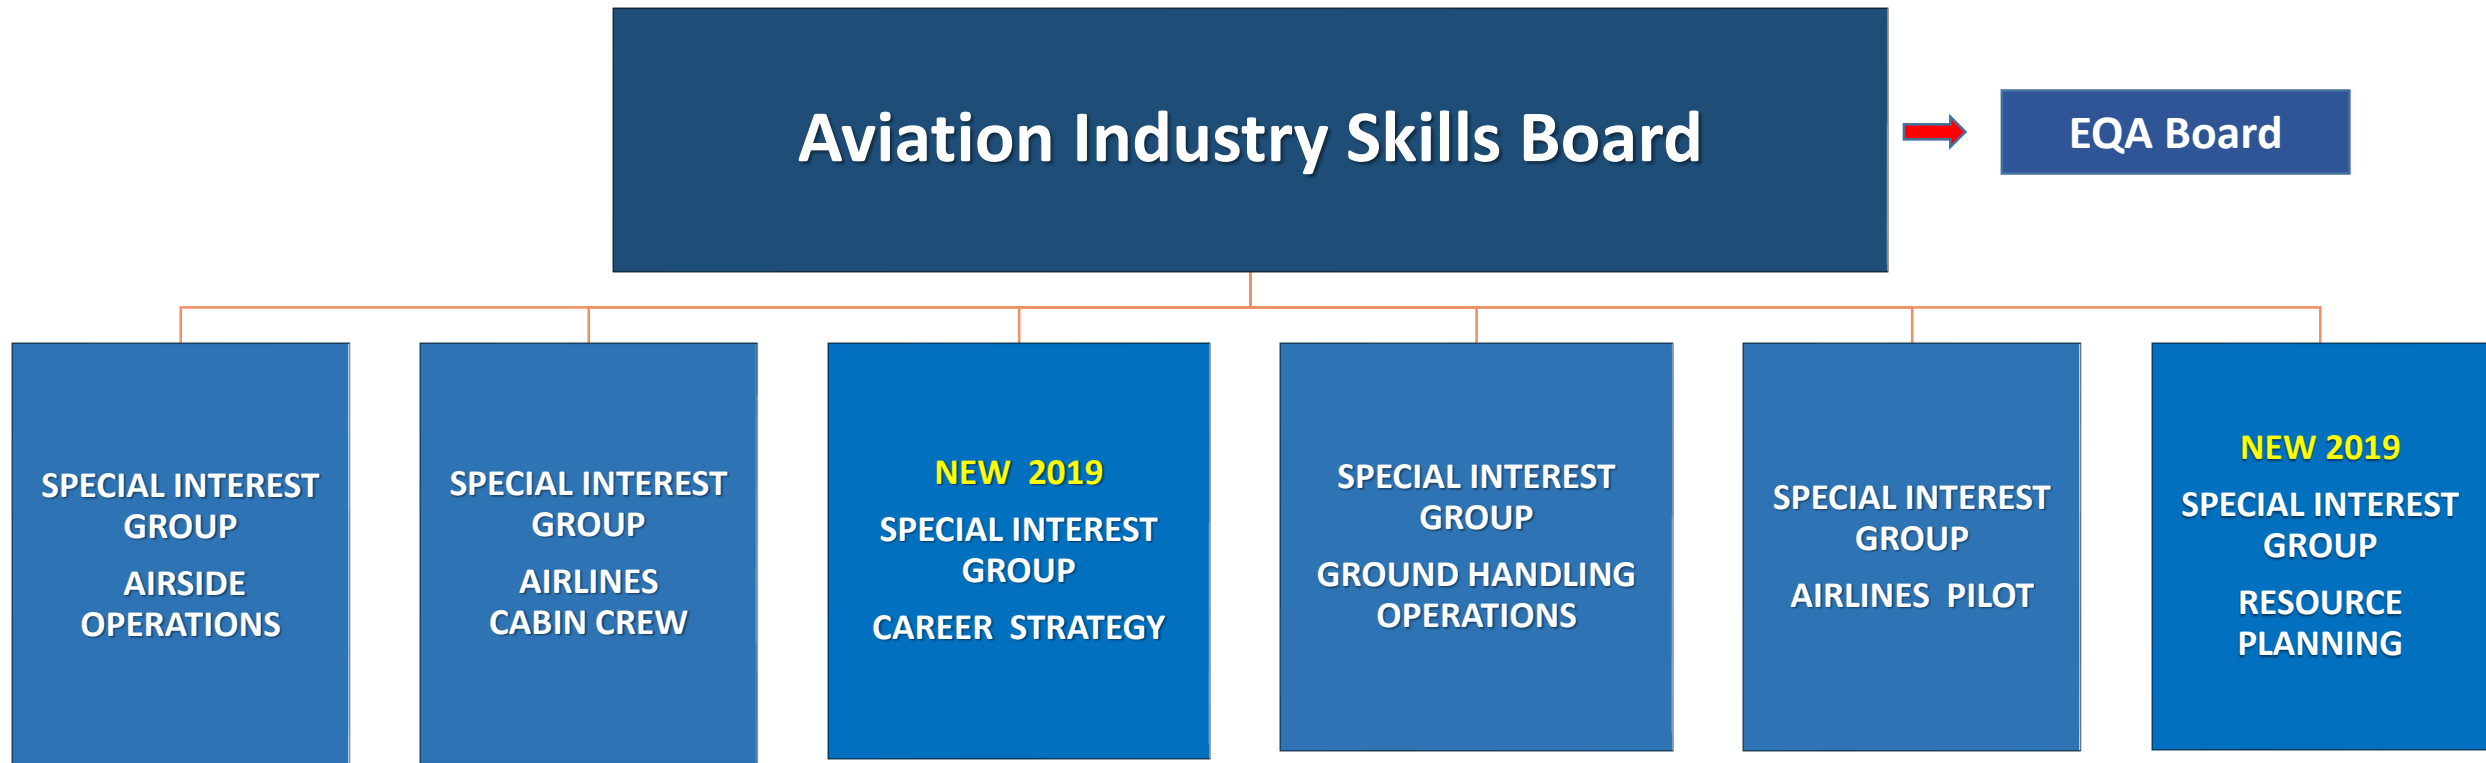 Aviation Industry Skills Board
EQA Board
SPECIAL INTEREST
GROUP
AIRSIDE
OPERATIONS
SPECIAL INTEREST
GROUP
AIRLINES
CABIN CREW
NEW 2019
SPECIAL INTEREST
GROUP
CAREER STRATEGY
SPECIAL INTEREST
GROUP
GROUND HANDLING
OPERATIONS
SPECIAL INTEREST
GROUP
AIRLINES PILOT
NEW 2019
SPECIAL INTEREST
GROUP
RESOURCE
PLANNING